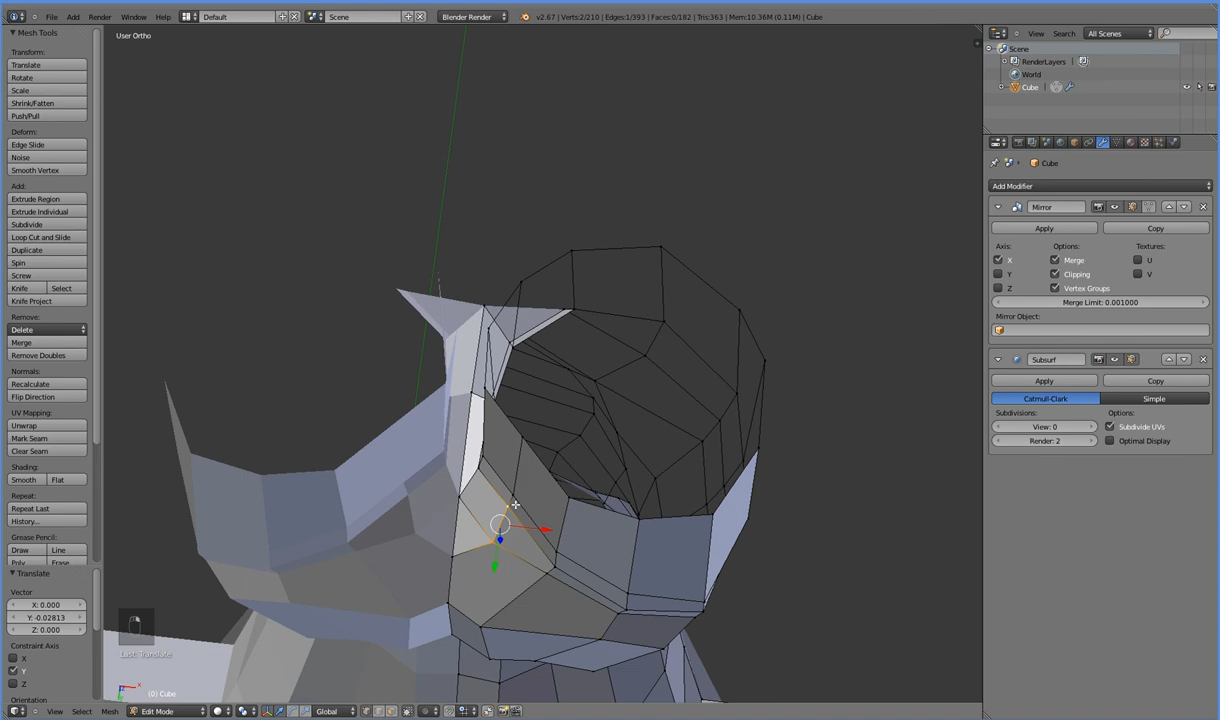 File Add Render Window Help Default Scene Blender Render v2.67 | Verts:2/210 | Edges:1/393 | Faces:0/182 | Tris:363 | Mem:10.36M (0.11M) | Cube
Mesh Tools
Transform:
Translate
Rotate
Scale
Shrink/Fatten
Push/Pull
Deform:
Edge Slide
Noise
Smooth Vertex
Add:
Extrude Region
Extrude Individual
Subdivide
Loop Cut and Slide
Duplicate
Spin
Screw
Knife Select
Knife Project
Remove:
Delete
Merge
Remove Doubles
Normals:
Recalculate
Flip Direction
UV Mapping:
Unwrap
Mark Seam
Clear Seam
Shading:
Smooth Flat
Repeat:
Repeat Last
History...
Grease Pencil:
Draw Line
Poly Erase
Translate
Vector
X: 0.000
Y: -0.02813
Z: 0.000
Constraint Axis
X
Y
Z
Orientation
User Ortho
Last: Translate
(0) Cube
View Select Mesh Edit Mode Global
View Search All Scenes
Scene
RenderLayers |
World
Cube |
Cube
Add Modifier
Mirror
Apply Copy
Axis: Options: Textures:
X Merge U
Y Clipping V
Z Vertex Groups
Merge Limit: 0.001000
Mirror Object:
Subsurf
Apply Copy
Catmull-Clark Simple
Subdivisions: Options:
View: 0 Subdivide UVs
Render: 2 Optimal Display